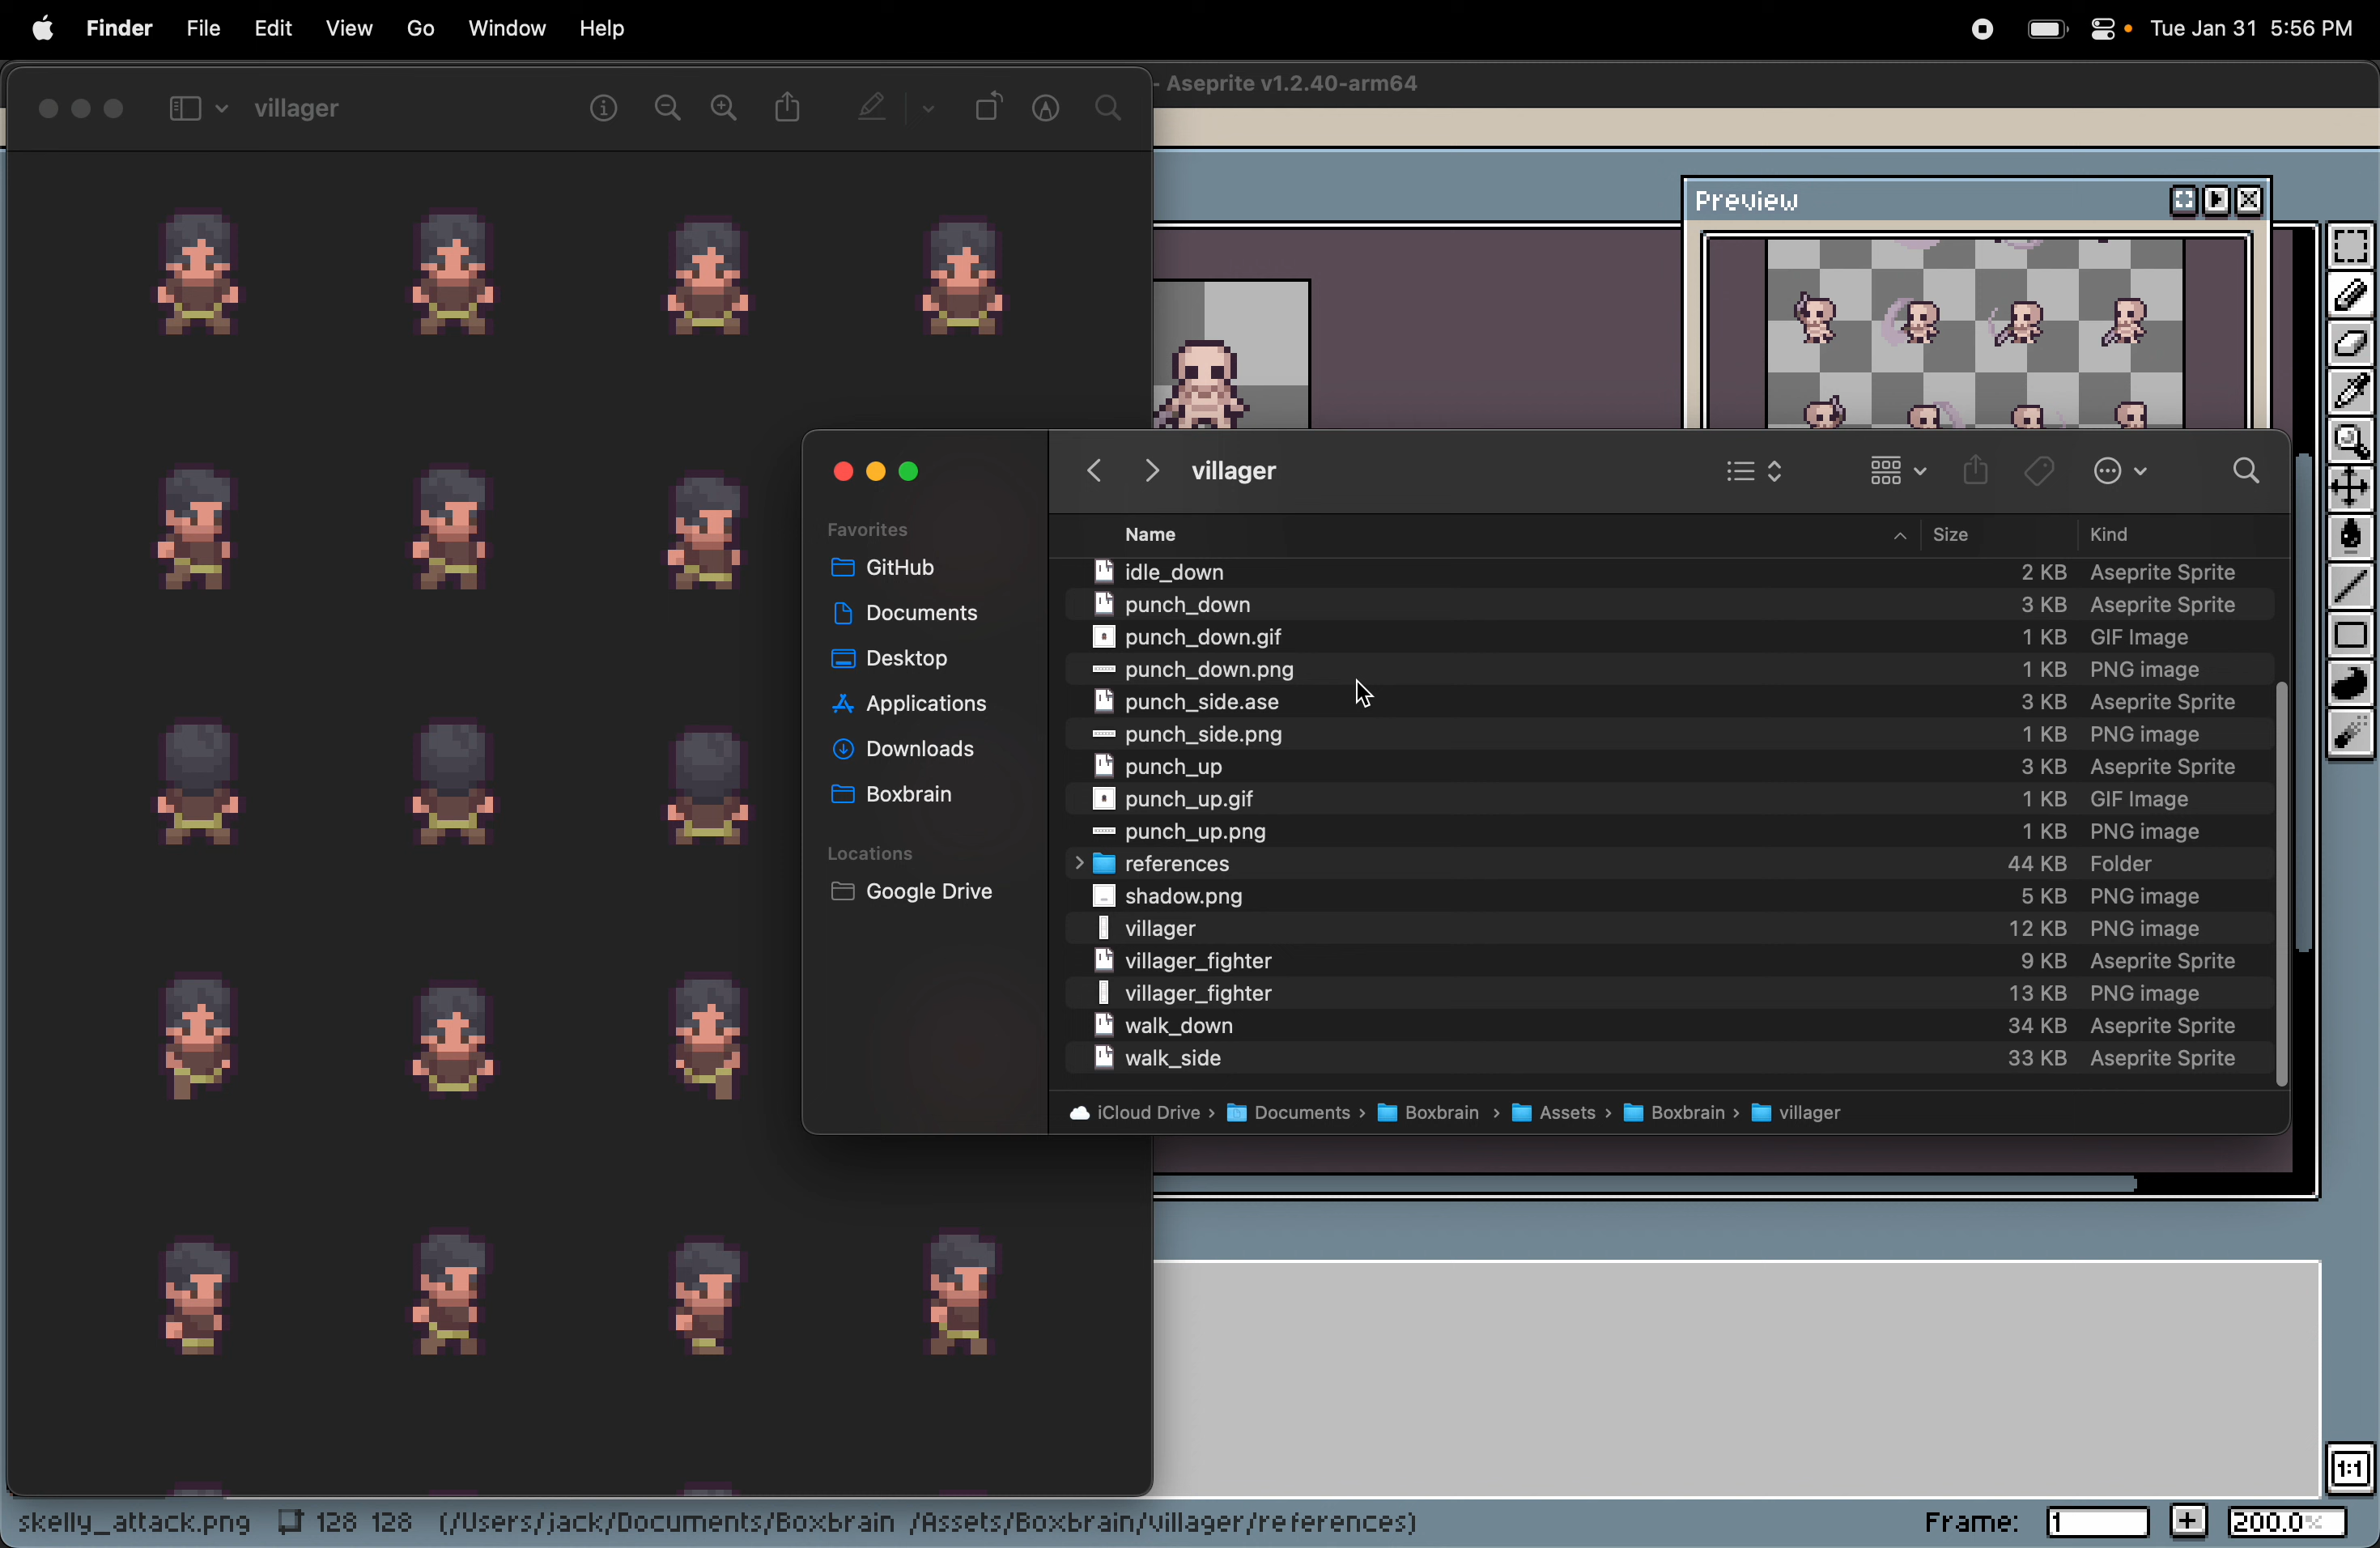 Finder File Edit View Go Window Help Tue Jan 31 5:56 PM
- Aseprite v1.2.40-arm64
villager
Preview
villager
Favorites
GitHub
Documents
Desktop
Applications
Downloads
Boxbrain
Locations
Google Drive
Name Size Kind
idle_down 2 KB Aseprite Sprite
punch_down 3 KB Aseprite Sprite
punch_down.gif 1 KB GIF Image
punch_down.png 1 KB PNG image
punch_side.ase 3 KB Aseprite Sprite
punch_side.png 1 KB PNG image
punch_up 3 KB Aseprite Sprite
punch_up.gif 1 KB GIF Image
punch_up.png 1 KB PNG image
references 44 KB Folder
shadow.png 5 KB PNG image
villager 12 KB PNG image
villager_fighter 9 KB Aseprite Sprite
villager_fighter 13 KB PNG image
walk_down 34 KB Aseprite Sprite
walk_side 33 KB Aseprite Sprite
iCloud Drive › Documents › Boxbrain › Assets › Boxbrain › villager
1:1
skelly_attack.png 128 128 (/Users/jack/Documents/Boxbrain /Assets/Boxbrain/villager/references) Frame: 1 + 200.0%